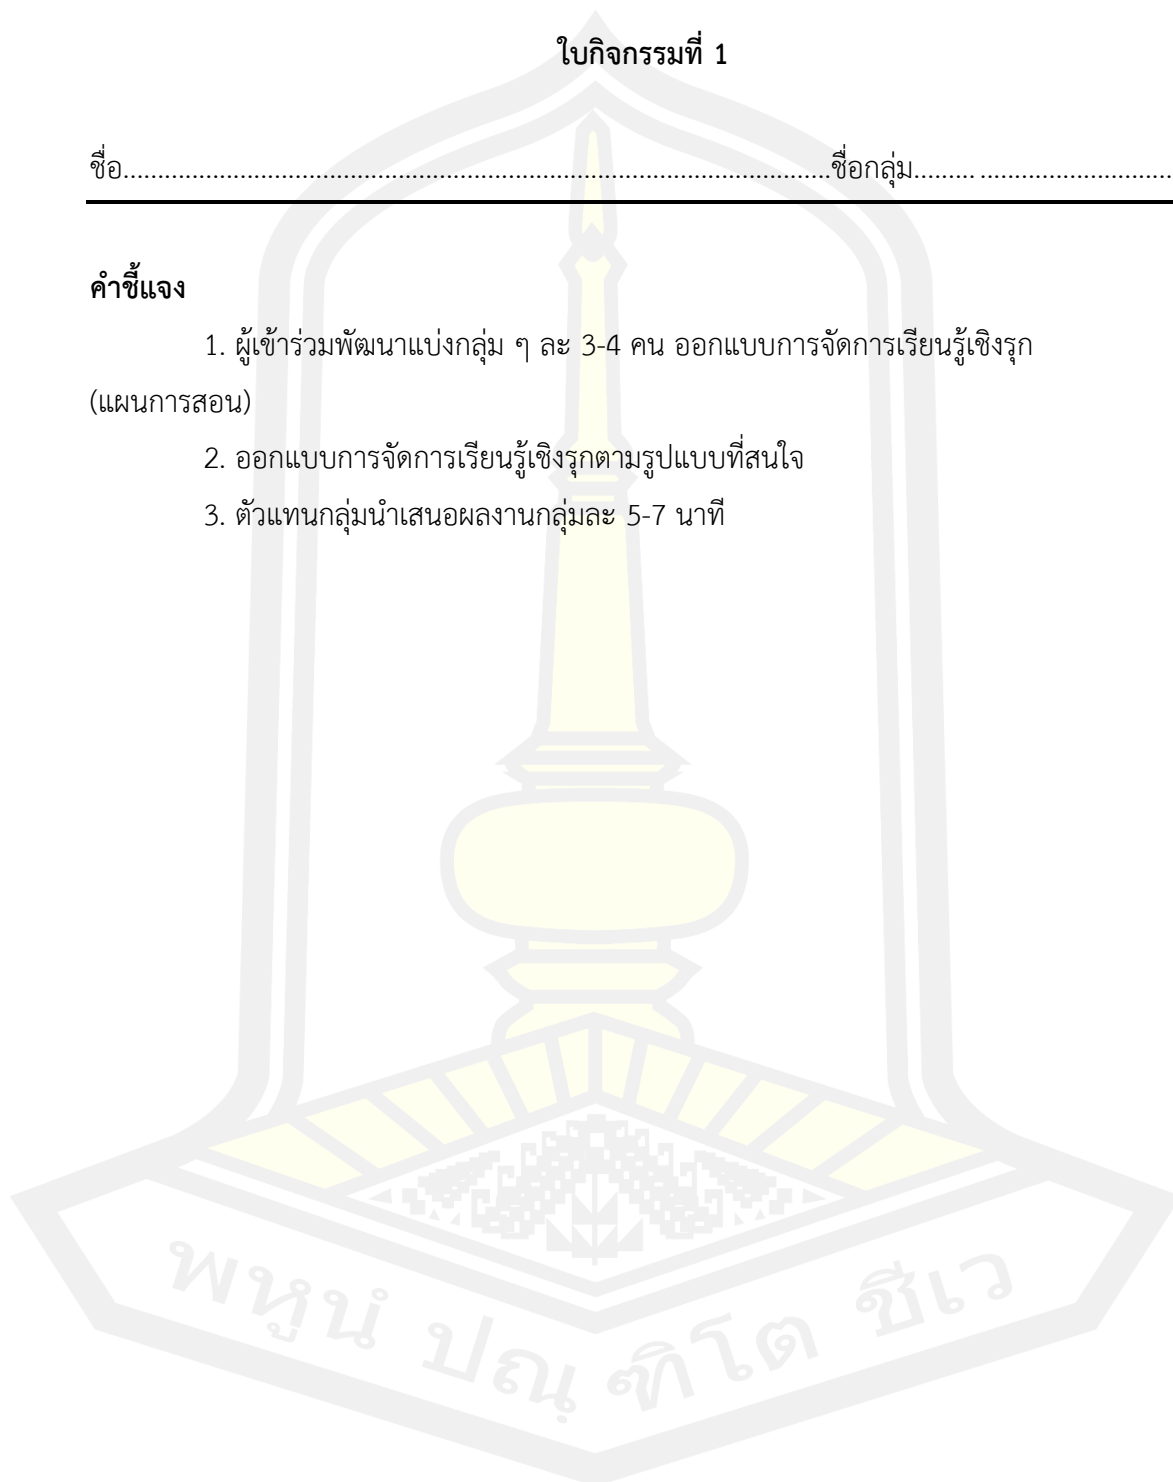 ใบกิจกรรมที่ 1
ชื่อ.......................................................................................................ชื่อกลุ่ม......... ............................
คำชี้แจง
1. ผู้เข้าร่วมพัฒนาแบ่งกลุ่ม ๆ ละ 3-4 คน ออกแบบการจัดการเรียนรู้เชิงรุก
(แผนการสอน)
2. ออกแบบการจัดการเรียนรู้เชิงรุกตามรูปแบบที่สนใจ
3. ตัวแทนกลุ่มนำเสนอผลงานกลุ่มละ 5-7 นาที
พหูนํ ปณฺฑิโต ชีเว